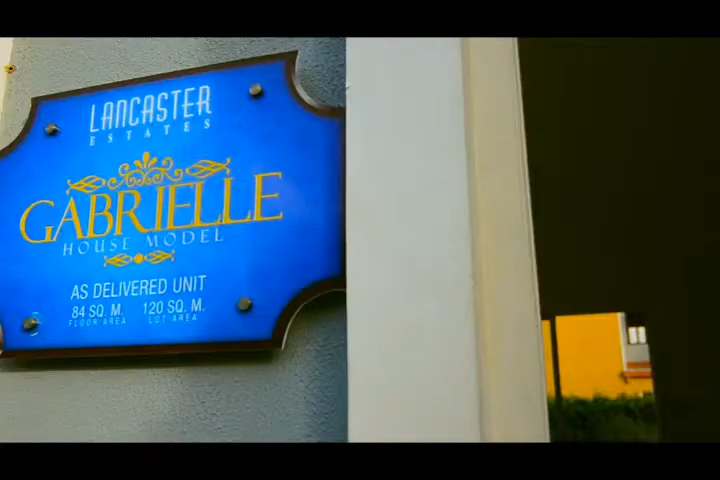 LANCASTER
ESTATES
GABRIELLE
HOUSE MODEL
AS DELIVERED UNIT
84 SQ. M. 120 SQ. M.
FLOOR AREA LOT AREA